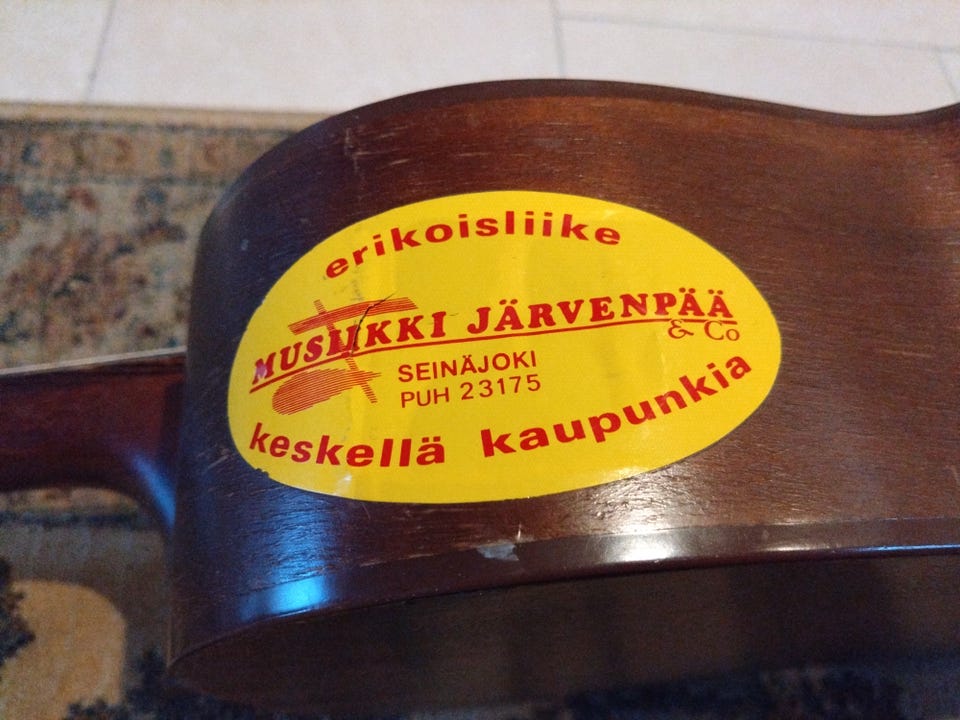 erikoisliike
MUSIIKKI JÄRVENPÄÄ
& Co
SEINÄJOKI
PUH 23175
keskellä kaupunkia